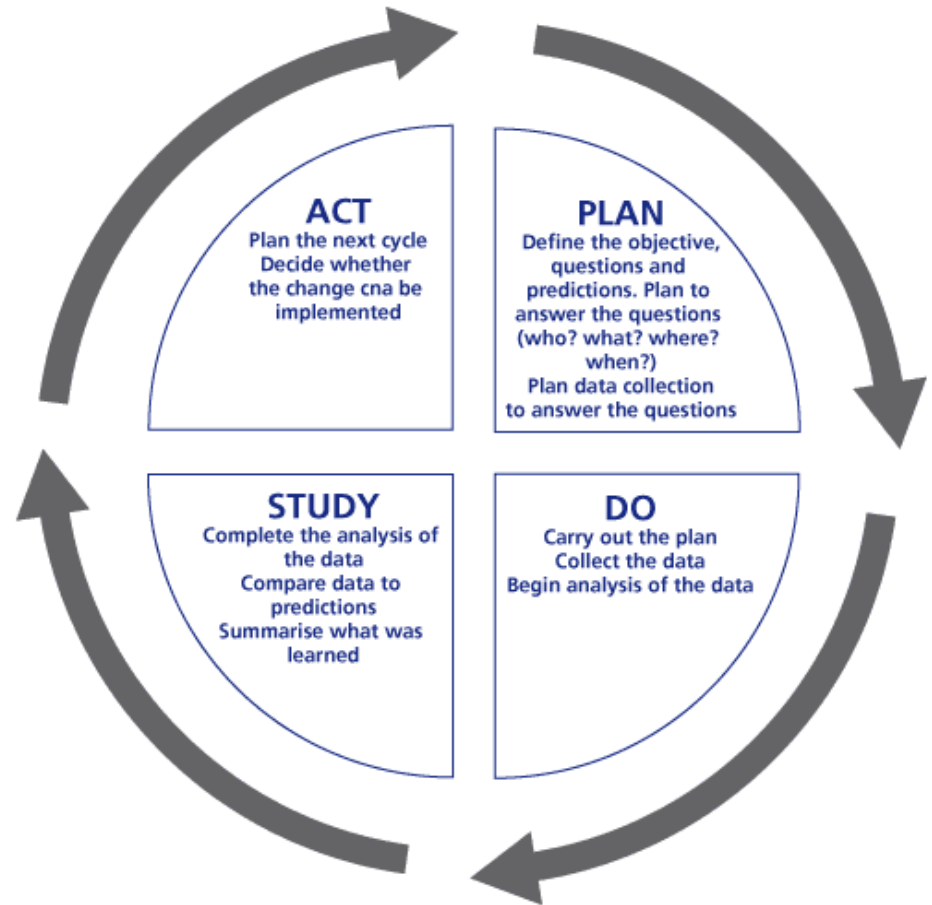 ACT
Plan the next cycle
Decide whether
the change cna be
implemented
PLAN
Define the objective,
questions and
predictions. Plan to
answer the questions
(who? what? where?
when?)
Plan data collection
to answer the questions
STUDY
Complete the analysis of
the data
Compare data to
predictions
Summarise what was
learned
DO
Carry out the plan
Collect the data
Begin analysis of the data